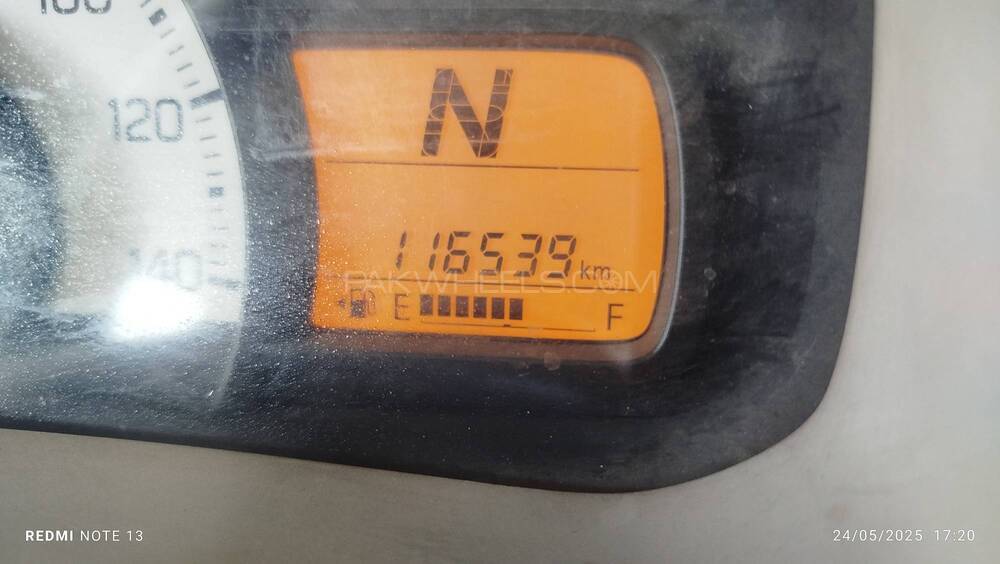 100
120
140
N
116539 km
PAKWHEELS.COM
E F
REDMI NOTE 13
24/05/2025 17:20